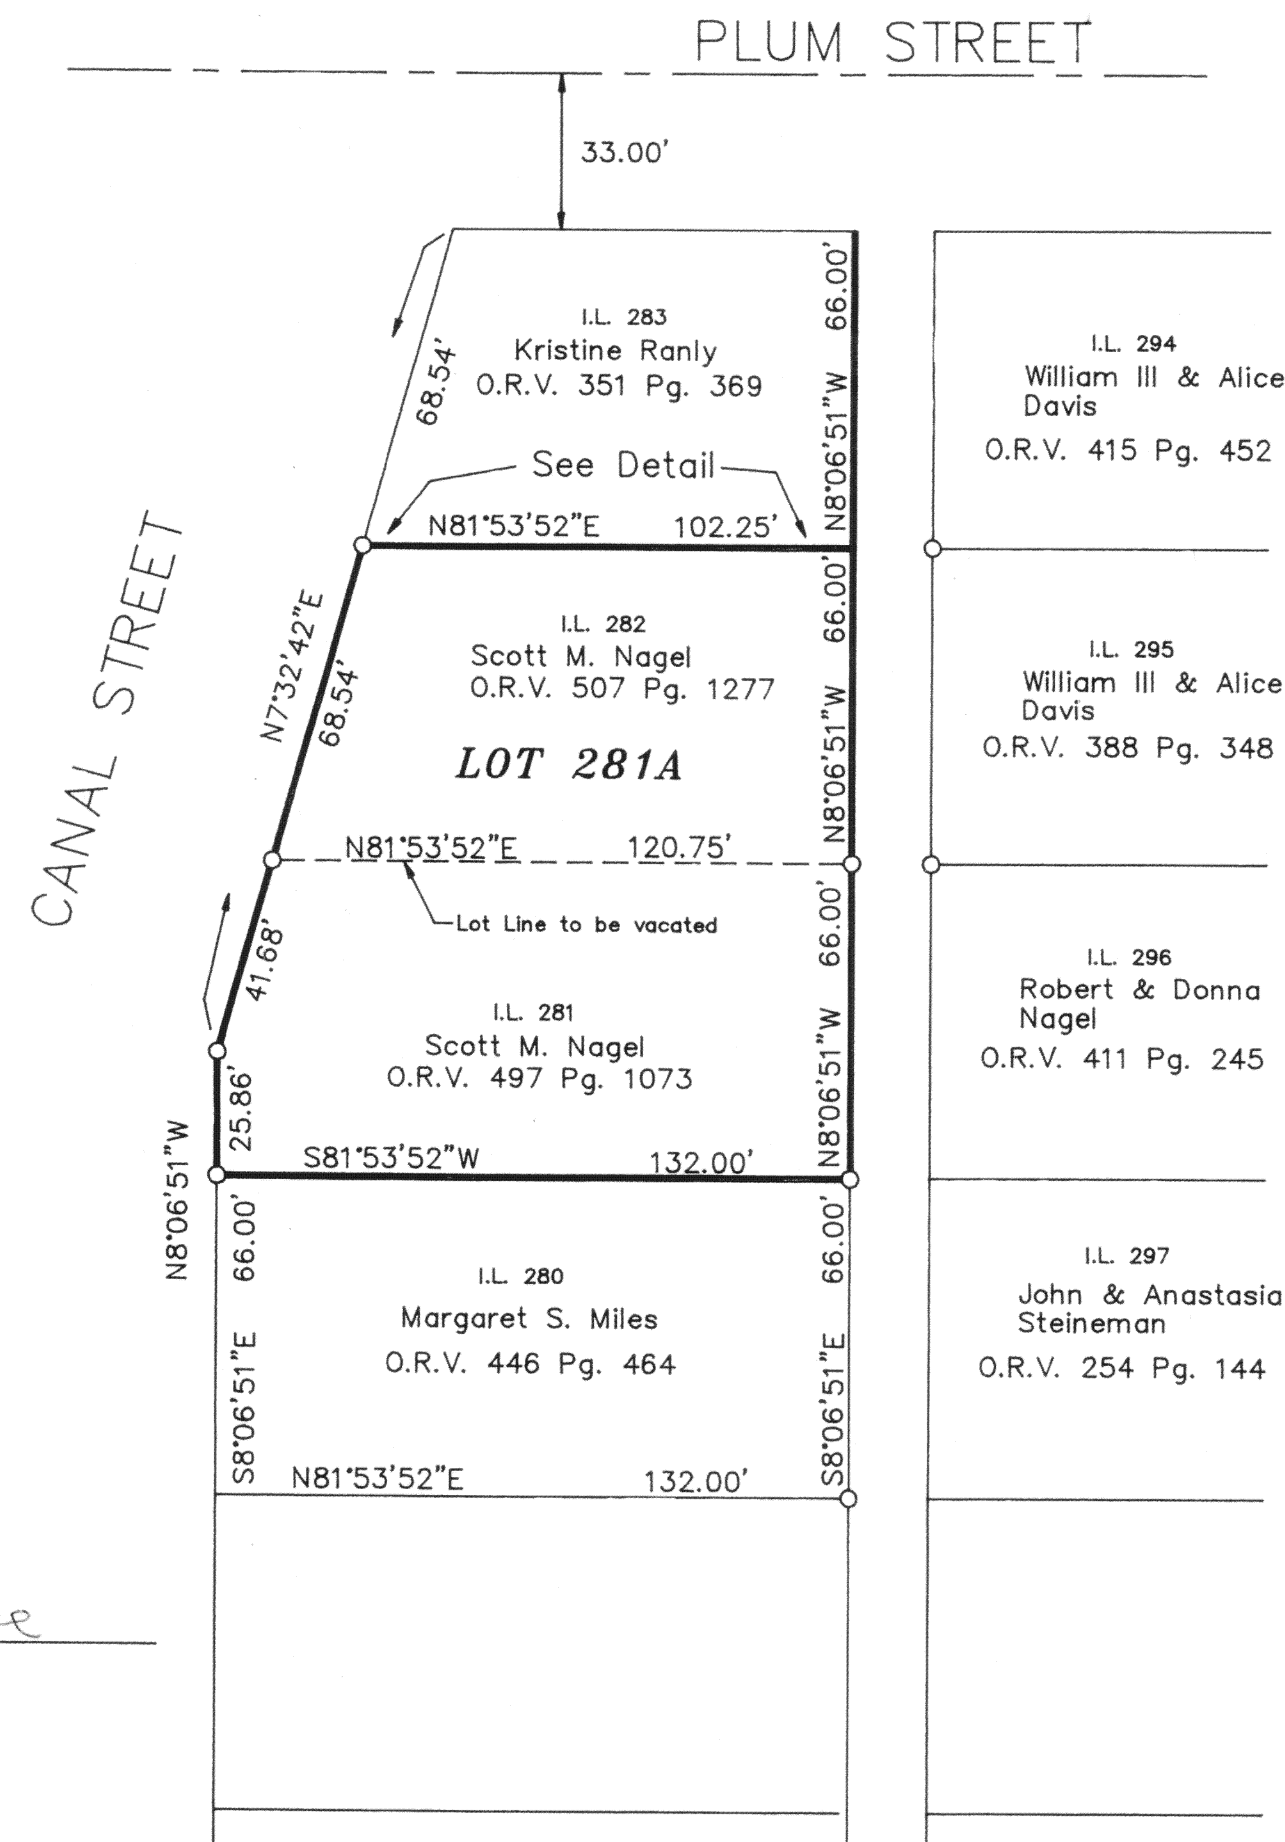 PLUM STREET
33.00'
66.00'
N8°06'51"W
68.54'
I.L. 283
Kristine Ranly
O.R.V. 351 Pg. 369
See Detail
N81°53'52"E 102.25'
I.L. 294
William III & Alice
Davis
O.R.V. 415 Pg. 452
CANAL STREET
N7°32'42"E
68.54'
I.L. 282
Scott M. Nagel
O.R.V. 507 Pg. 1277
LOT 281A
66.00'
N8°06'51"W
N81°53'52"E 120.75'
I.L. 295
William III & Alice
Davis
O.R.V. 388 Pg. 348
Lot Line to be vacated
41.68'
66.00'
N8°06'51"W
I.L. 281
Scott M. Nagel
O.R.V. 497 Pg. 1073
25.86'
N8°06'51"W
S81°53'52"W 132.00'
I.L. 296
Robert & Donna
Nagel
O.R.V. 411 Pg. 245
66.00'
S8°06'51"E
I.L. 280
Margaret S. Miles
O.R.V. 446 Pg. 464
66.00'
S8°06'51"E
N81°53'52"E 132.00'
I.L. 297
John & Anastasia
Steineman
O.R.V. 254 Pg. 144